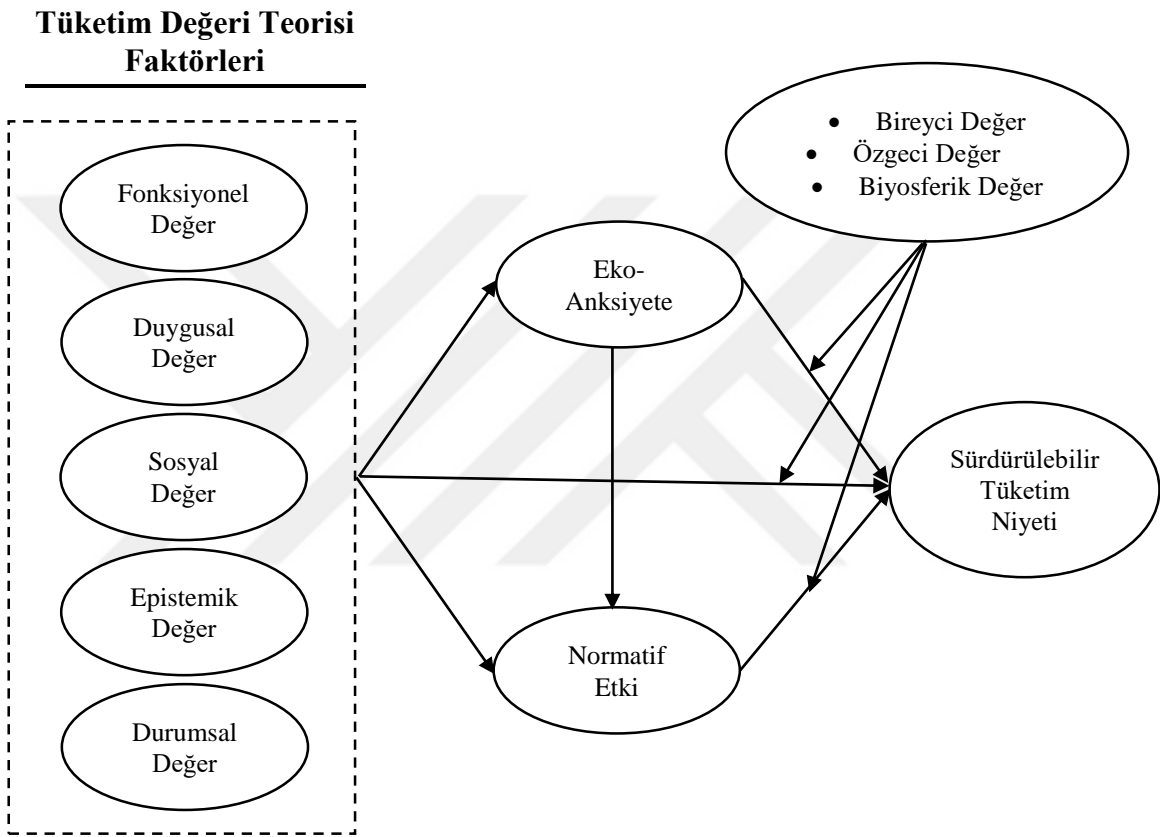 Tüketim Değeri Teorisi
Faktörleri
Fonksiyonel
Değer
Duygusal
Değer
Sosyal
Değer
Epistemik
Değer
Durumsal
Değer
Eko-
Anksiyete
Normatif
Etki
• Bireyci Değer
• Özgeci Değer
• Biyosferik Değer
Sürdürülebilir
Tüketim
Niyeti